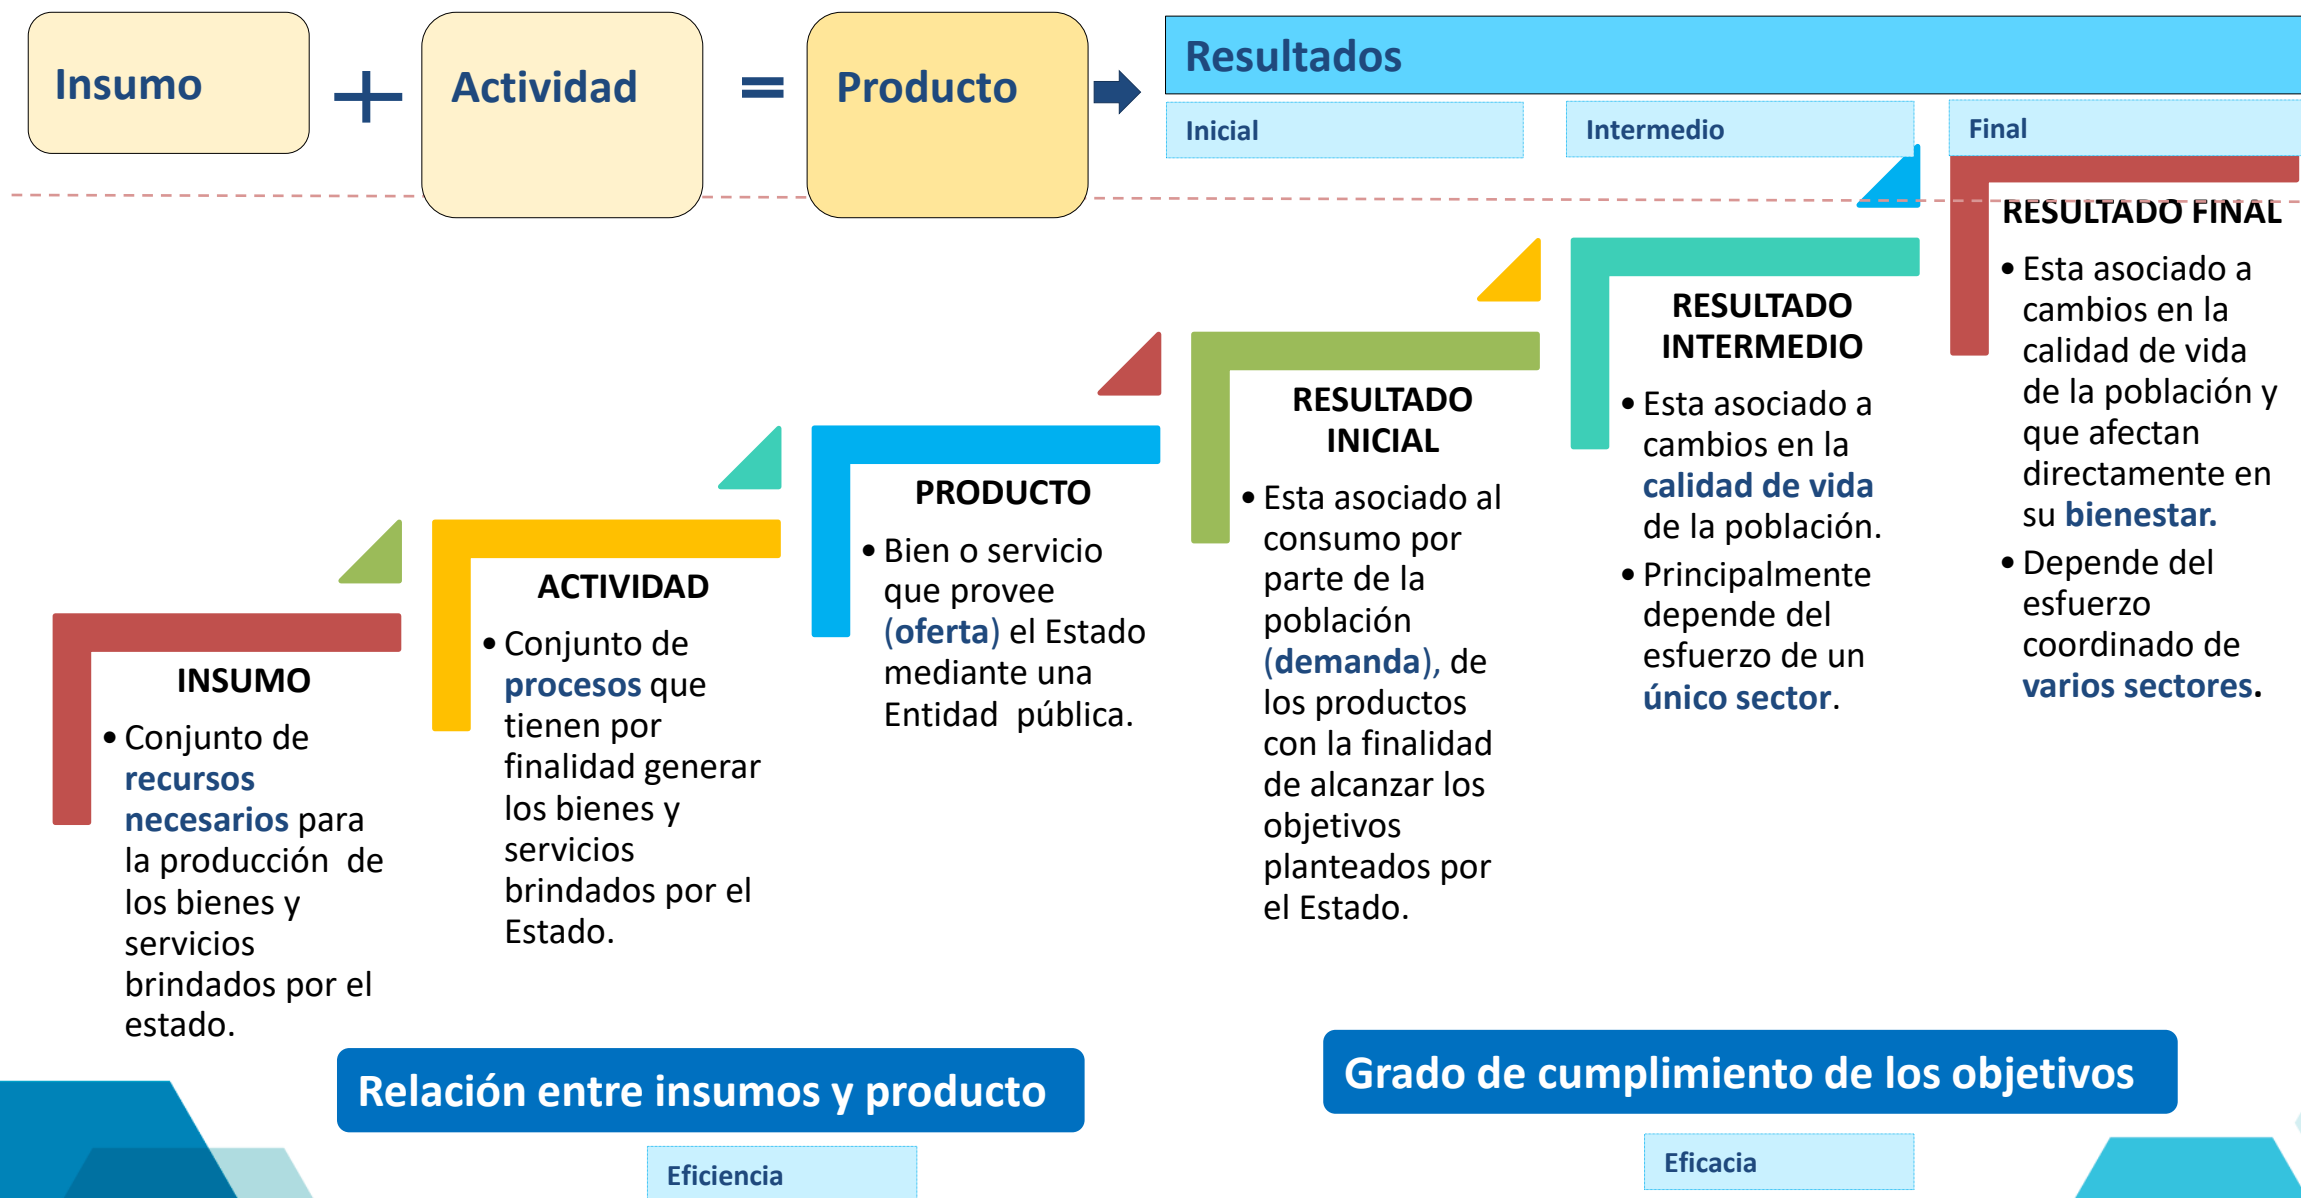 Insumo
+
Actividad
=
Producto
Resultados
Inicial
Intermedio
Final
INSUMO
• Conjunto de
recursos
necesarios para
la producción de
los bienes y
servicios
brindados por el
estado.
ACTIVIDAD
• Conjunto de
procesos que
tienen por
finalidad generar
los bienes y
servicios
brindados por el
Estado.
PRODUCTO
• Bien o servicio
que provee
(oferta) el Estado
mediante una
Entidad pública.
RESULTADO
INICIAL
• Esta asociado al
consumo por
parte de la
población
(demanda), de
los productos
con la finalidad
de alcanzar los
objetivos
planteados por
el Estado.
RESULTADO
INTERMEDIO
• Esta asociado a
cambios en la
calidad de vida
de la población.
• Principalmente
depende del
esfuerzo de un
único sector.
RESULTADO FINAL
• Esta asociado a
cambios en la
calidad de vida
de la población y
que afectan
directamente en
su bienestar.
• Depende del
esfuerzo
coordinado de
varios sectores.
Relación entre insumos y producto
Eficiencia
Grado de cumplimiento de los objetivos
Eficacia